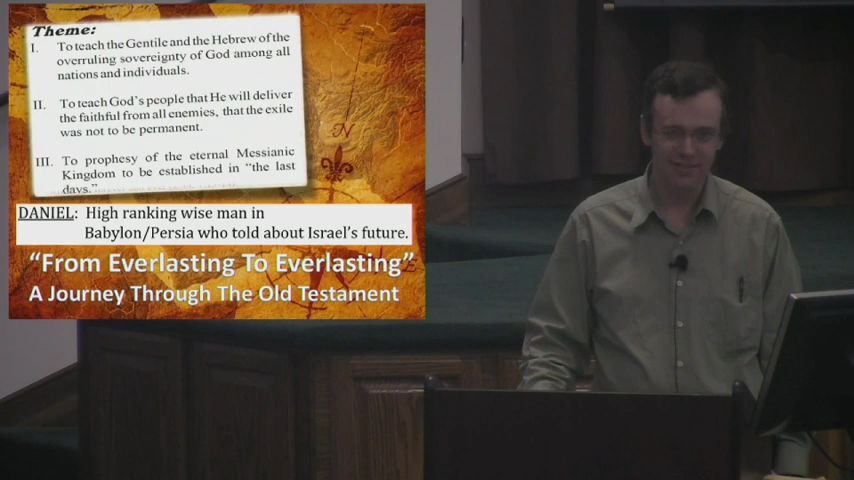 Theme:
I. To teach the Gentile and the Hebrew of the
overruling sovereignty of God among all
nations and individuals.
II. To teach God's people that He will deliver
the faithful from all enemies, that the exile
was not to be permanent.
III. To prophesy of the eternal Messianic
Kingdom to be established in "the last
days."
N
DANIEL: High ranking wise man in
Babylon/Persia who told about Israel's future.
"From Everlasting To Everlasting"
A Journey Through The Old Testament